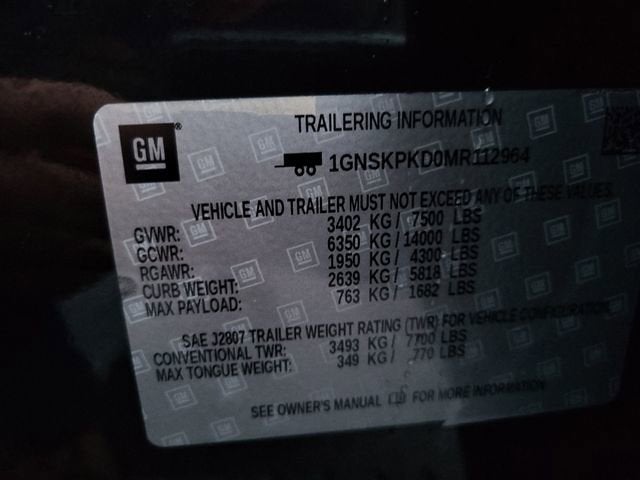 GM®
TRAILERING INFORMATION
1GNSKPKD0MR112964
VEHICLE AND TRAILER MUST NOT EXCEED ANY OF THESE VALUES.
GVWR: 3402 KG / 7500 LBS
GCWR: 6350 KG / 14000 LBS
RGAWR: 1950 KG / 4300 LBS
CURB WEIGHT: 2639 KG / 5818 LBS
MAX PAYLOAD: 763 KG / 1682 LBS
SAE J2807 TRAILER WEIGHT RATING (TWR) FOR VEHICLE CONFIGURATION
CONVENTIONAL TWR: 3493 KG / 7700 LBS
MAX TONGUE WEIGHT: 349 KG / 770 LBS
SEE OWNER'S MANUAL FOR MORE INFORMATION